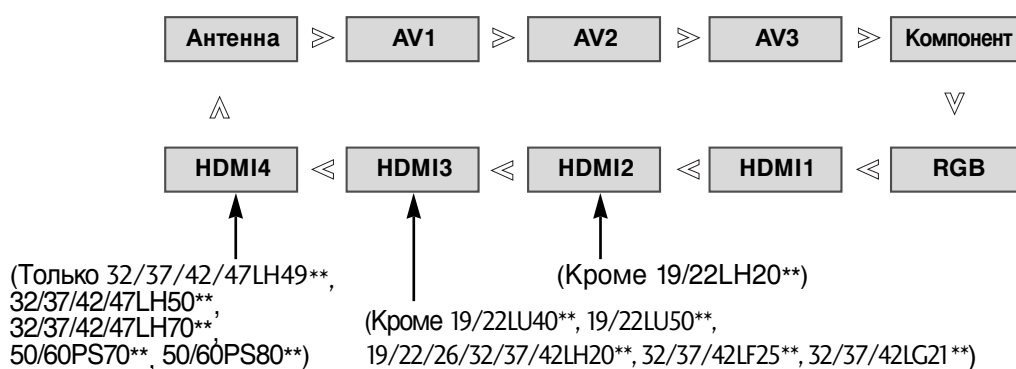 Антенна AV1 AV2 AV3 Компонент
HDMI4 HDMI3 HDMI2 HDMI1 RGB
(Только 32/37/42/47LH49**,
32/37/42/47LH50**,
32/37/42/47LH70**,
50/60PS70**, 50/60PS80**)
(Кроме 19/22LU40**, 19/22LU50**,
19/22/26/32/37/42LH20**, 32/37/42LF25**, 32/37/42LG21**)
(Кроме 19/22LH20**)